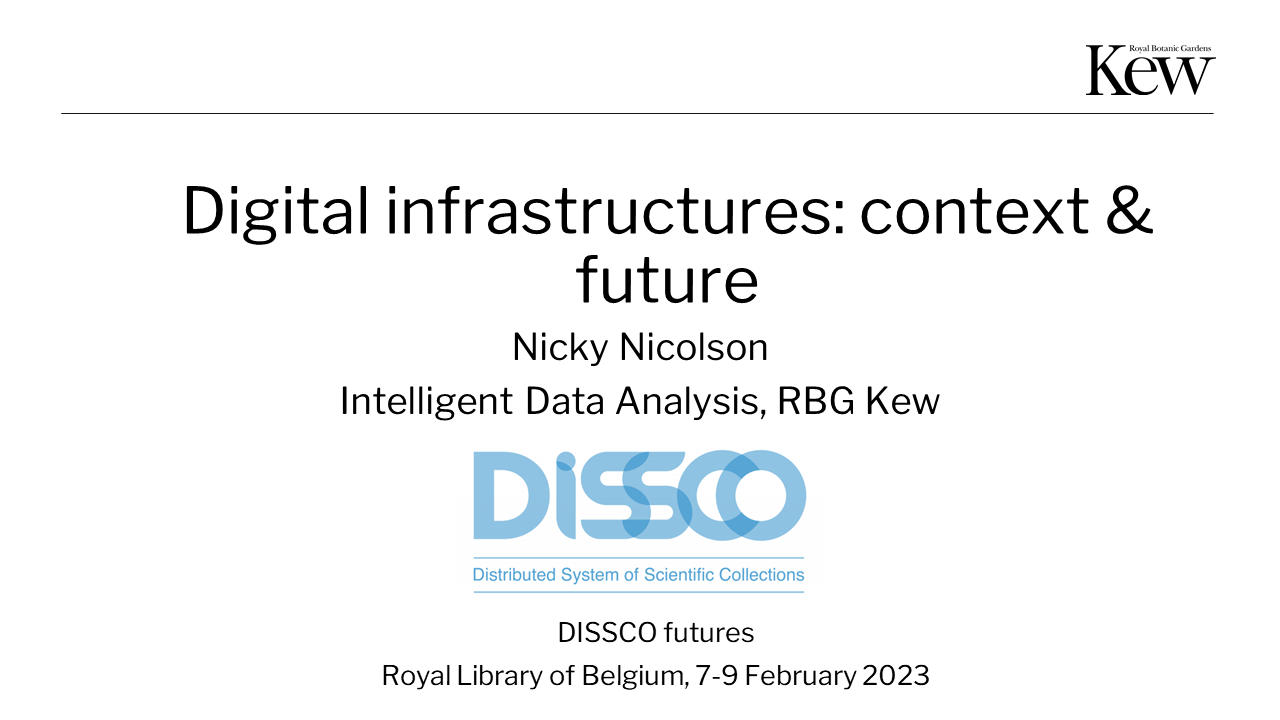 Royal Botanic Gardens
Kew
Digital infrastructures: context &
future
Nicky Nicolson
Intelligent Data Analysis, RBG Kew
DiSSCO
Distributed System of Scientific Collections
DISSCO futures
Royal Library of Belgium, 7-9 February 2023